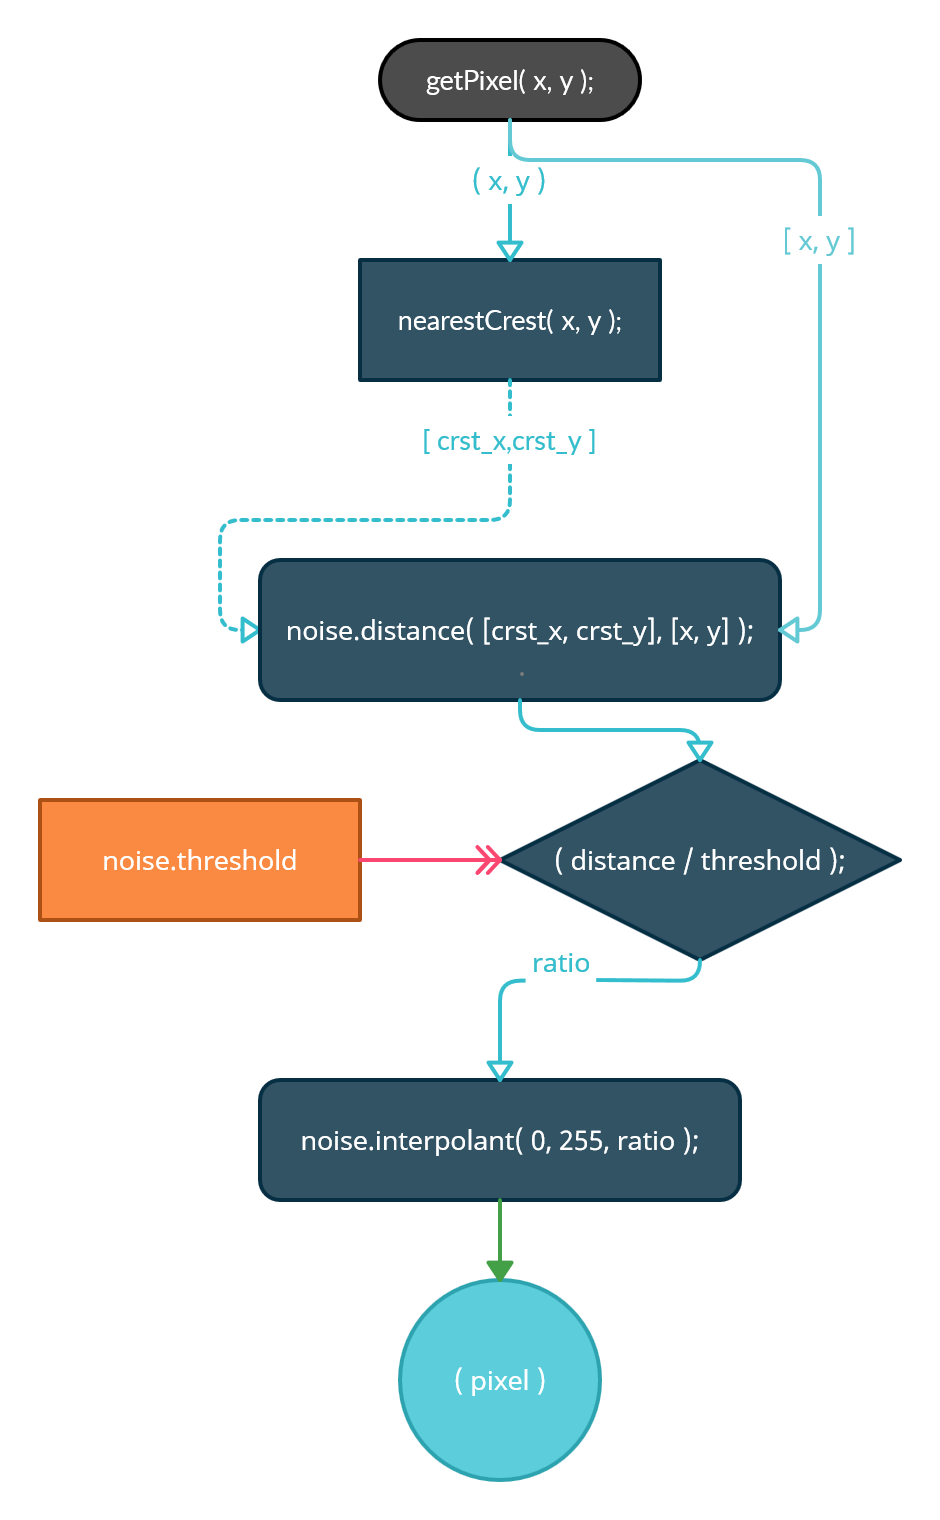 getPixel( x, y );
( x, y )
[ x, y ]
nearestCrest( x, y );
[ crst_x,crst_y ]
noise.distance( [crst_x, crst_y], [x, y] );
noise.threshold
( distance / threshold );
ratio
noise.interpolant( 0, 255, ratio );
( pixel )